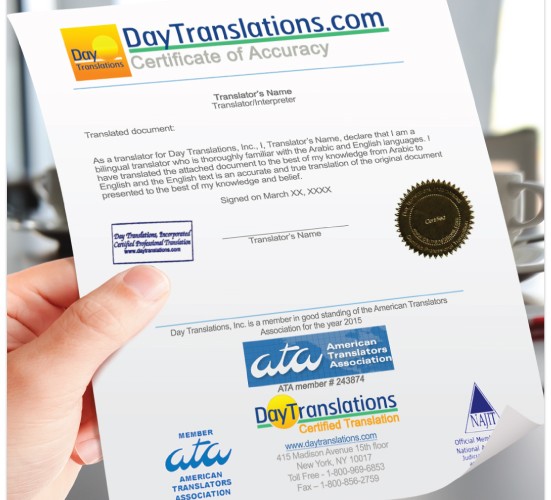 Day
Translations
DayTranslations.com
Certificate of Accuracy
Translator's Name
Translator/Interpreter
Translated document:
As a translator for Day Translations, Inc., I, Translator's Name, declare that I am a
bilingual translator who is thoroughly familiar with the Arabic and English languages. I
have translated the attached document to the best of my knowledge from Arabic to
English and the English text is an accurate and true translation of the original document
presented to the best of my knowledge and belief.
Signed on March XX, XXXX
Day Translations, Incorporated
Certified Professional Translation
www.daytranslations.com
Translator's Name
Certified
Day Translations, Inc. is a member in good standing of the American Translators
Association for the year 2015
ata American
Translators
Association
ATA member # 243874
DayTranslations
Certified Translation
www.daytranslations.com
415 Madison Avenue 15th floor
New York, NY 10017
Toll Free - 1-800-969-6853
Fax – 1-800-856-2759
MEMBER
ata
AMERICAN
TRANSLATORS
ASSOCIATION
NAJIT
Official Mem
National A
Judici